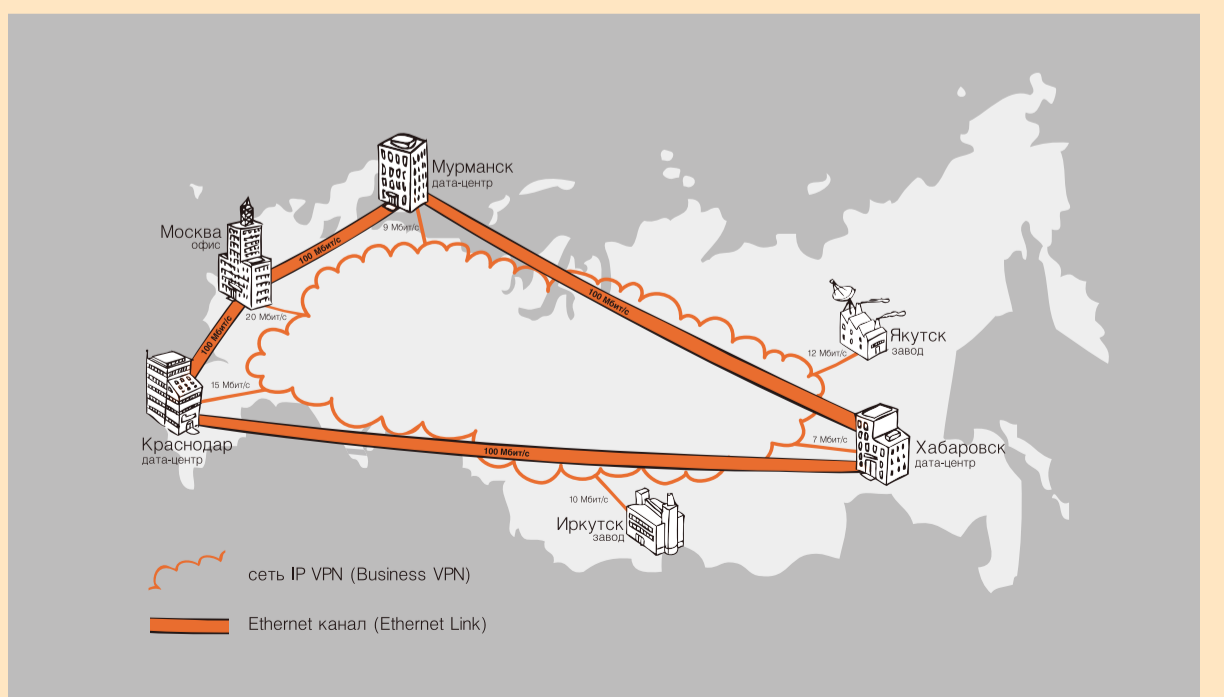 Мурманск
дата-центр
9 Мбит/с
Москва
офис
100 Мбит/с
100 Мбит/с
20 Мбит/с
100 Мбит/с
Якутск
завод
12 Мбит/с
15 Мбит/с
Краснодар
дата-центр
100 Мбит/с
7 Мбит/с
Хабаровск
дата-центр
10 Мбит/с
Иркутск
завод
сеть IP VPN (Business VPN)
Ethernet канал (Ethernet Link)